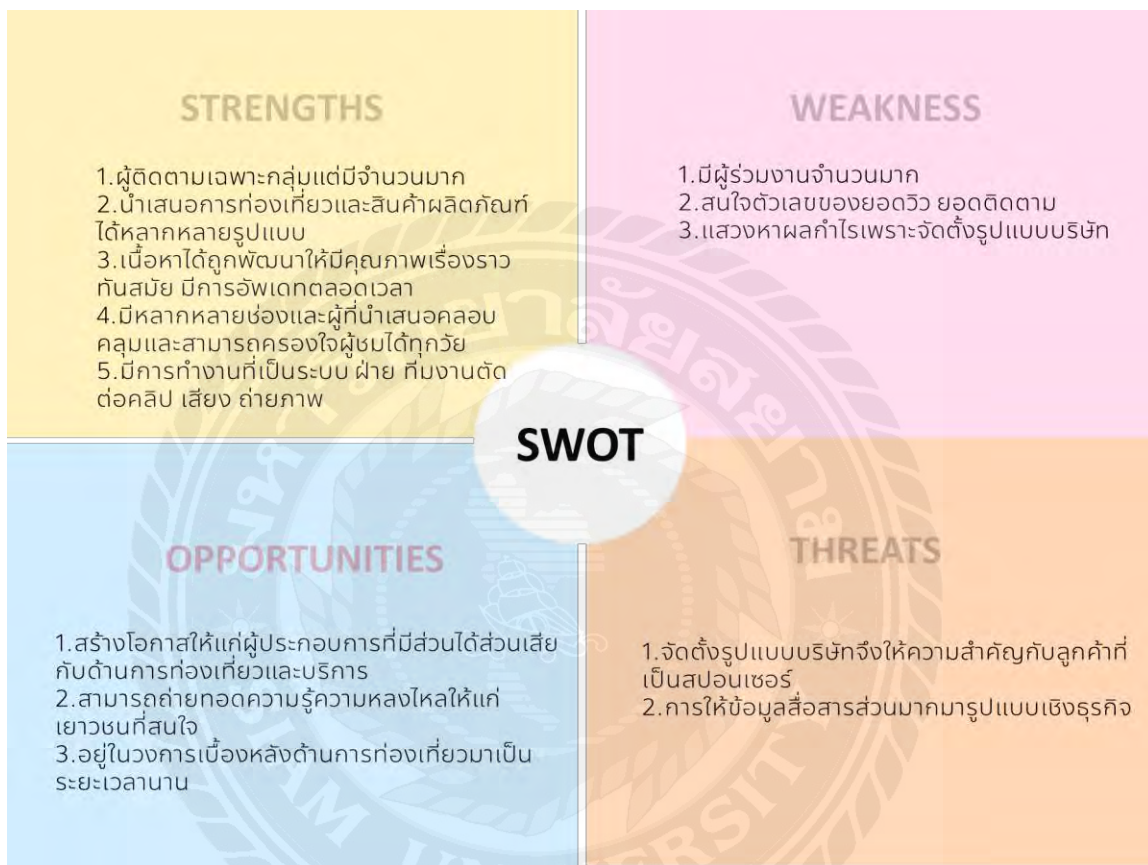 STRENGTHS
1.ผู้ติดตามเฉพาะกลุ่มแต่มีจำนวนมาก
2.นำเสนอการท่องเที่ยวและสินค้าผลิตภัณฑ์
ได้หลากหลายรูปแบบ
3.เนื้อหาได้ถูกพัฒนาให้มีคุณภาพเรื่องราว
ทันสมัย มีการอัพเดทตลอดเวลา
4.มีหลากหลายช่องและผู้ที่นำเสนอคลอบ
คลุมและสามารถครองใจผู้ชมได้ทุกวัย
5.มีการทำงานที่เป็นระบบ ฝ่าย ทีมงานตัด
ต่อคลิป เสียง ถ่ายภาพ
WEAKNESS
1.มีผู้ร่วมงานจำนวนมาก
2.สนใจตัวเลขของยอดวิว ยอดติดตาม
3.แสวงหาผลกำไรเพราะจัดตั้งรูปแบบบริษัท
SWOT
OPPORTUNITIES
1.สร้างโอกาสให้แก่ผู้ประกอบการที่มีส่วนได้ส่วนเสีย
กับด้านการท่องเที่ยวและบริการ
2.สามารถถ่ายทอดความรู้ความหลงไหลให้แก่
เยาวชนที่สนใจ
3.อยู่ในวงการเบื้องหลังด้านการท่องเที่ยวมาเป็น
ระยะเวลานาน
THREATS
1.จัดตั้งรูปแบบบริษัทจึงให้ความสำคัญกับลูกค้าที่
เป็นสปอนเซอร์
2.การให้ข้อมูลสื่อสารส่วนมากมารูปแบบเชิงธุรกิจ
มหาวิทยาลัยสยาม
SIAM UNIVERSITY